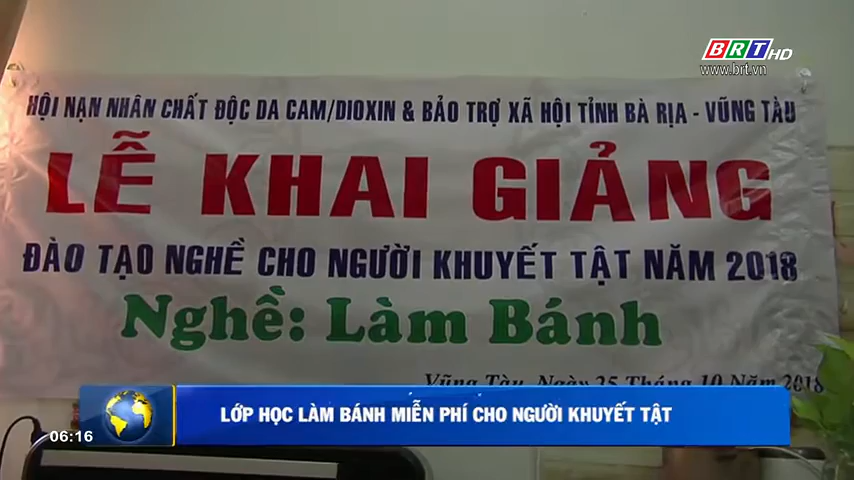 BRT HD
www.brt.vn
HỘI NẠN NHÂN CHẤT ĐỘC DA CAM/DIOXIN & BẢO TRỢ XÃ HỘI TỈNH BÀ RỊA - VŨNG TÀU
LỄ KHAI GIẢNG
ĐÀO TẠO NGHỀ CHO NGƯỜI KHUYẾT TẬT NĂM 2018
Nghề: Làm Bánh
Vũng Tàu, Ngày 25 Tháng 10 Năm 2018
LỚP HỌC LÀM BÁNH MIỄN PHÍ CHO NGƯỜI KHUYẾT TẬT
06:16